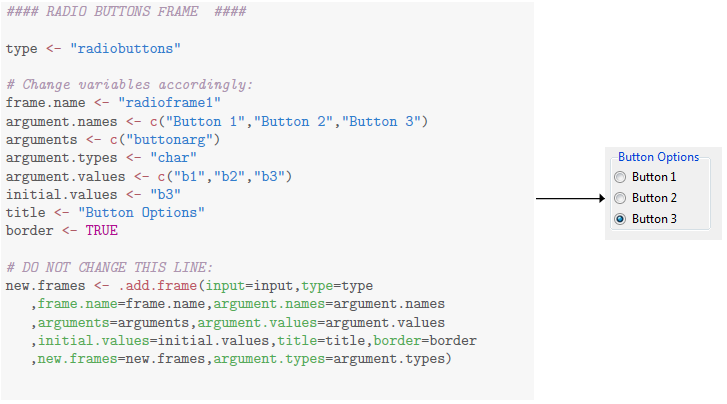 #### RADIO BUTTONS FRAME ####
type <- "radiobuttons"
# Change variables accordingly:
frame.name <- "radioframe1"
argument.names <- c("Button 1","Button 2","Button 3")
arguments <- c("buttonarg")
argument.types <- "char"
argument.values <- c("b1","b2","b3")
initial.values <- "b3"
title <- "Button Options"
border <- TRUE
# DO NOT CHANGE THIS LINE:
new.frames <- .add.frame(input=input,type=type
,frame.name=frame.name,argument.names=argument.names
,arguments=arguments,argument.values=argument.values
,initial.values=initial.values,title=title,border=border
,new.frames=new.frames,argument.types=argument.types)
Button Options
Button 1
Button 2
Button 3